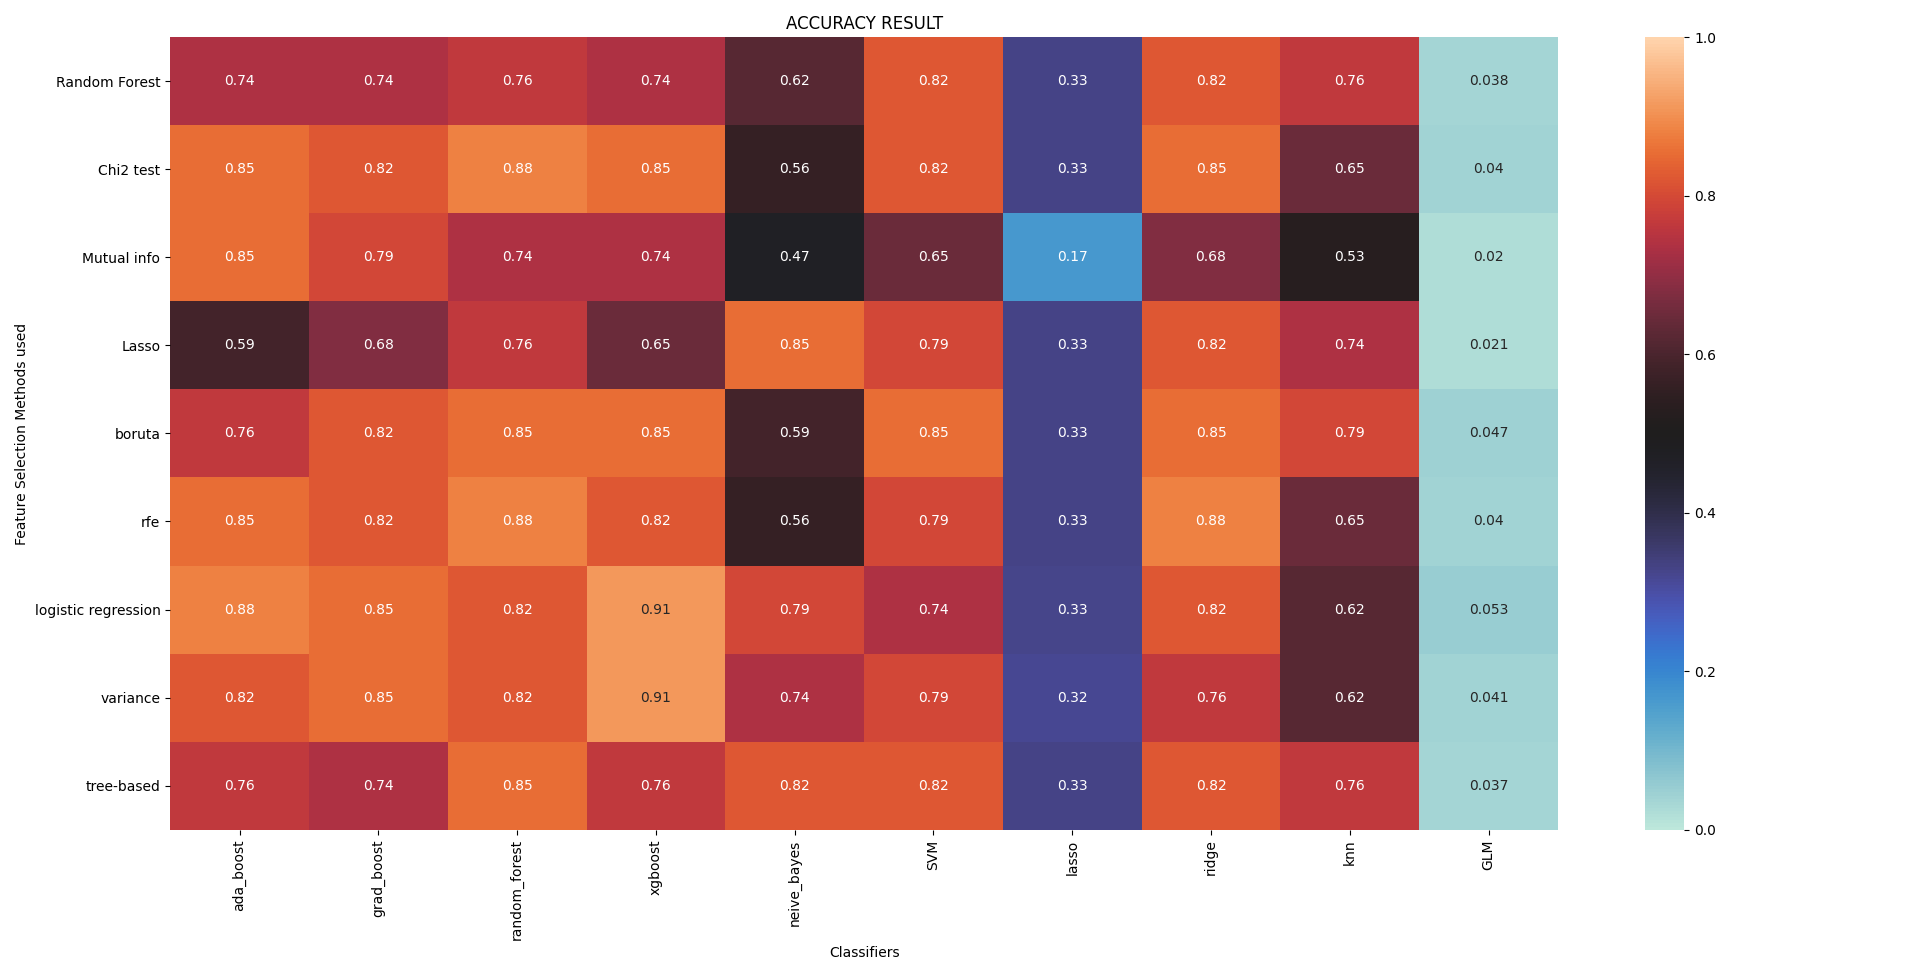 ACCURACY RESULT
Random Forest 0.74 0.74 0.76 0.74 0.62 0.82 0.33 0.82 0.76 0.038
Chi2 test 0.85 0.82 0.88 0.85 0.56 0.82 0.33 0.85 0.65 0.04
Mutual info 0.85 0.79 0.74 0.74 0.47 0.65 0.17 0.68 0.53 0.02
Lasso 0.59 0.68 0.76 0.65 0.85 0.79 0.33 0.82 0.74 0.021
boruta 0.76 0.82 0.85 0.85 0.59 0.85 0.33 0.85 0.79 0.047
rfe 0.85 0.82 0.88 0.82 0.56 0.79 0.33 0.88 0.65 0.04
logistic regression 0.88 0.85 0.82 0.91 0.79 0.74 0.33 0.82 0.62 0.053
variance 0.82 0.85 0.82 0.91 0.74 0.79 0.32 0.76 0.62 0.041
tree-based 0.76 0.74 0.85 0.76 0.82 0.82 0.33 0.82 0.76 0.037
Feature Selection Methods used
ada_boost
grad_boost
random_forest
xgboost
neive_bayes
SVM
lasso
ridge
knn
GLM
Classifiers
1.0
0.8
0.6
0.4
0.2
0.0